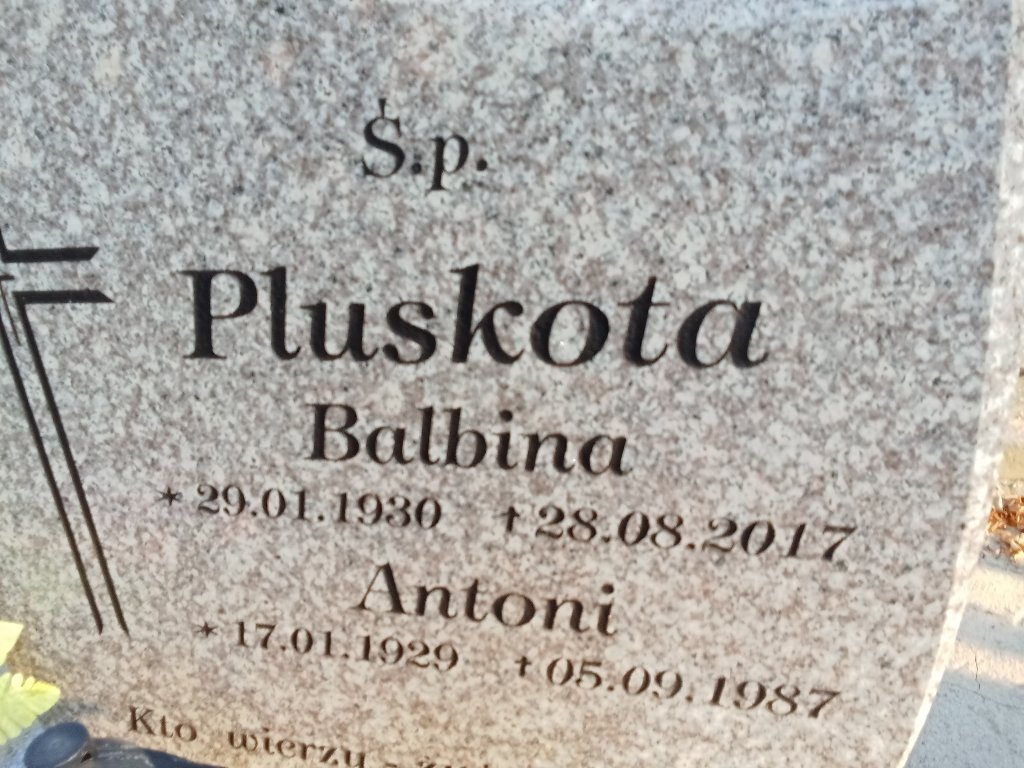 Ś.p.
Pluskota
Balbina
* 29.01.1930 † 28.08.2017
Antoni
* 17.01.1929 † 05.09.1987
Kto wierzy -